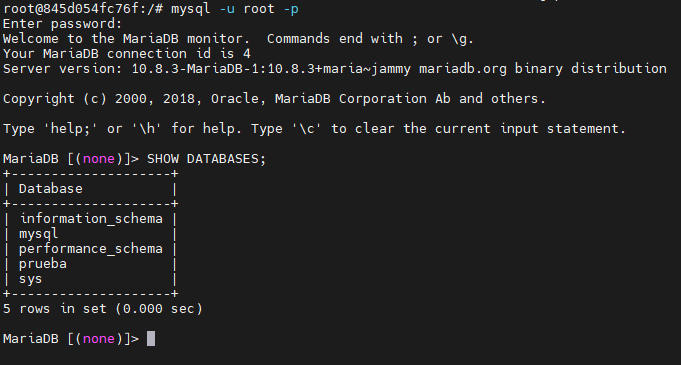 root@845d054fc76f:/# mysql -u root -p
Enter password:
Welcome to the MariaDB monitor.  Commands end with ; or \g.
Your MariaDB connection id is 4
Server version: 10.8.3-MariaDB-1:10.8.3+maria~jammy mariadb.org binary distribution

Copyright (c) 2000, 2018, Oracle, MariaDB Corporation Ab and others.

Type 'help;' or '\h' for help. Type '\c' to clear the current input statement.

MariaDB [(none)]> SHOW DATABASES;
+--------------------+
| Database           |
+--------------------+
| information_schema |
| mysql              |
| performance_schema |
| prueba             |
| sys                |
+--------------------+
5 rows in set (0.000 sec)

MariaDB [(none)]>